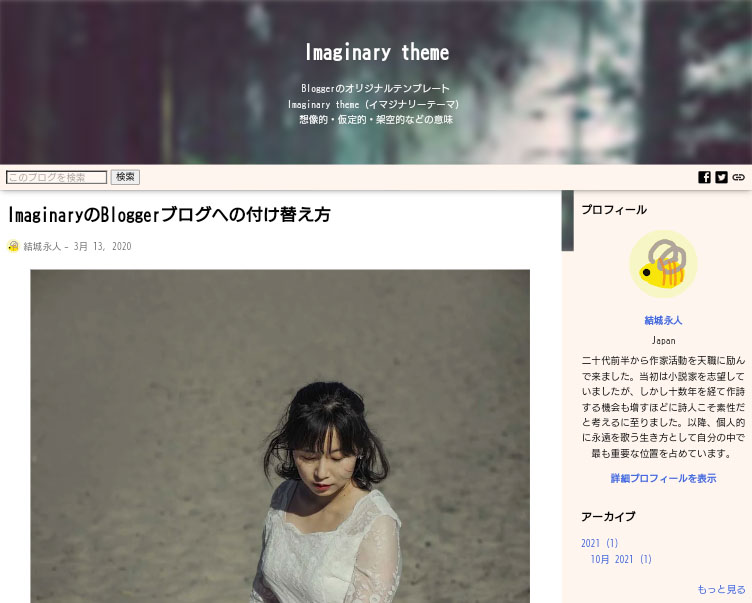 Imaginary theme
Bloggerのオリジナルテンプレート
Imaginary theme（イマジナリーテーマ）
想像的・仮定的・架空的などの意味
このブログを検索 検索
ImaginaryのBloggerブログへの付け替え方
結城永人 - 3月 13, 2020
プロフィール
結城永人
Japan
二十代前半から作家活動を天職に励ん
で来ました。当初は小説家を志望して
いましたが、しかし十数年を経て作詩
する機会も増すほどに詩人こそ素性だ
と考えるに至りました。以降、個人的
に永遠を歌う生き方として自分の中で
最も重要な位置を占めています。
詳細プロフィールを表示
アーカイブ
2021 (1)
10月 2021 (1)
もっと見る